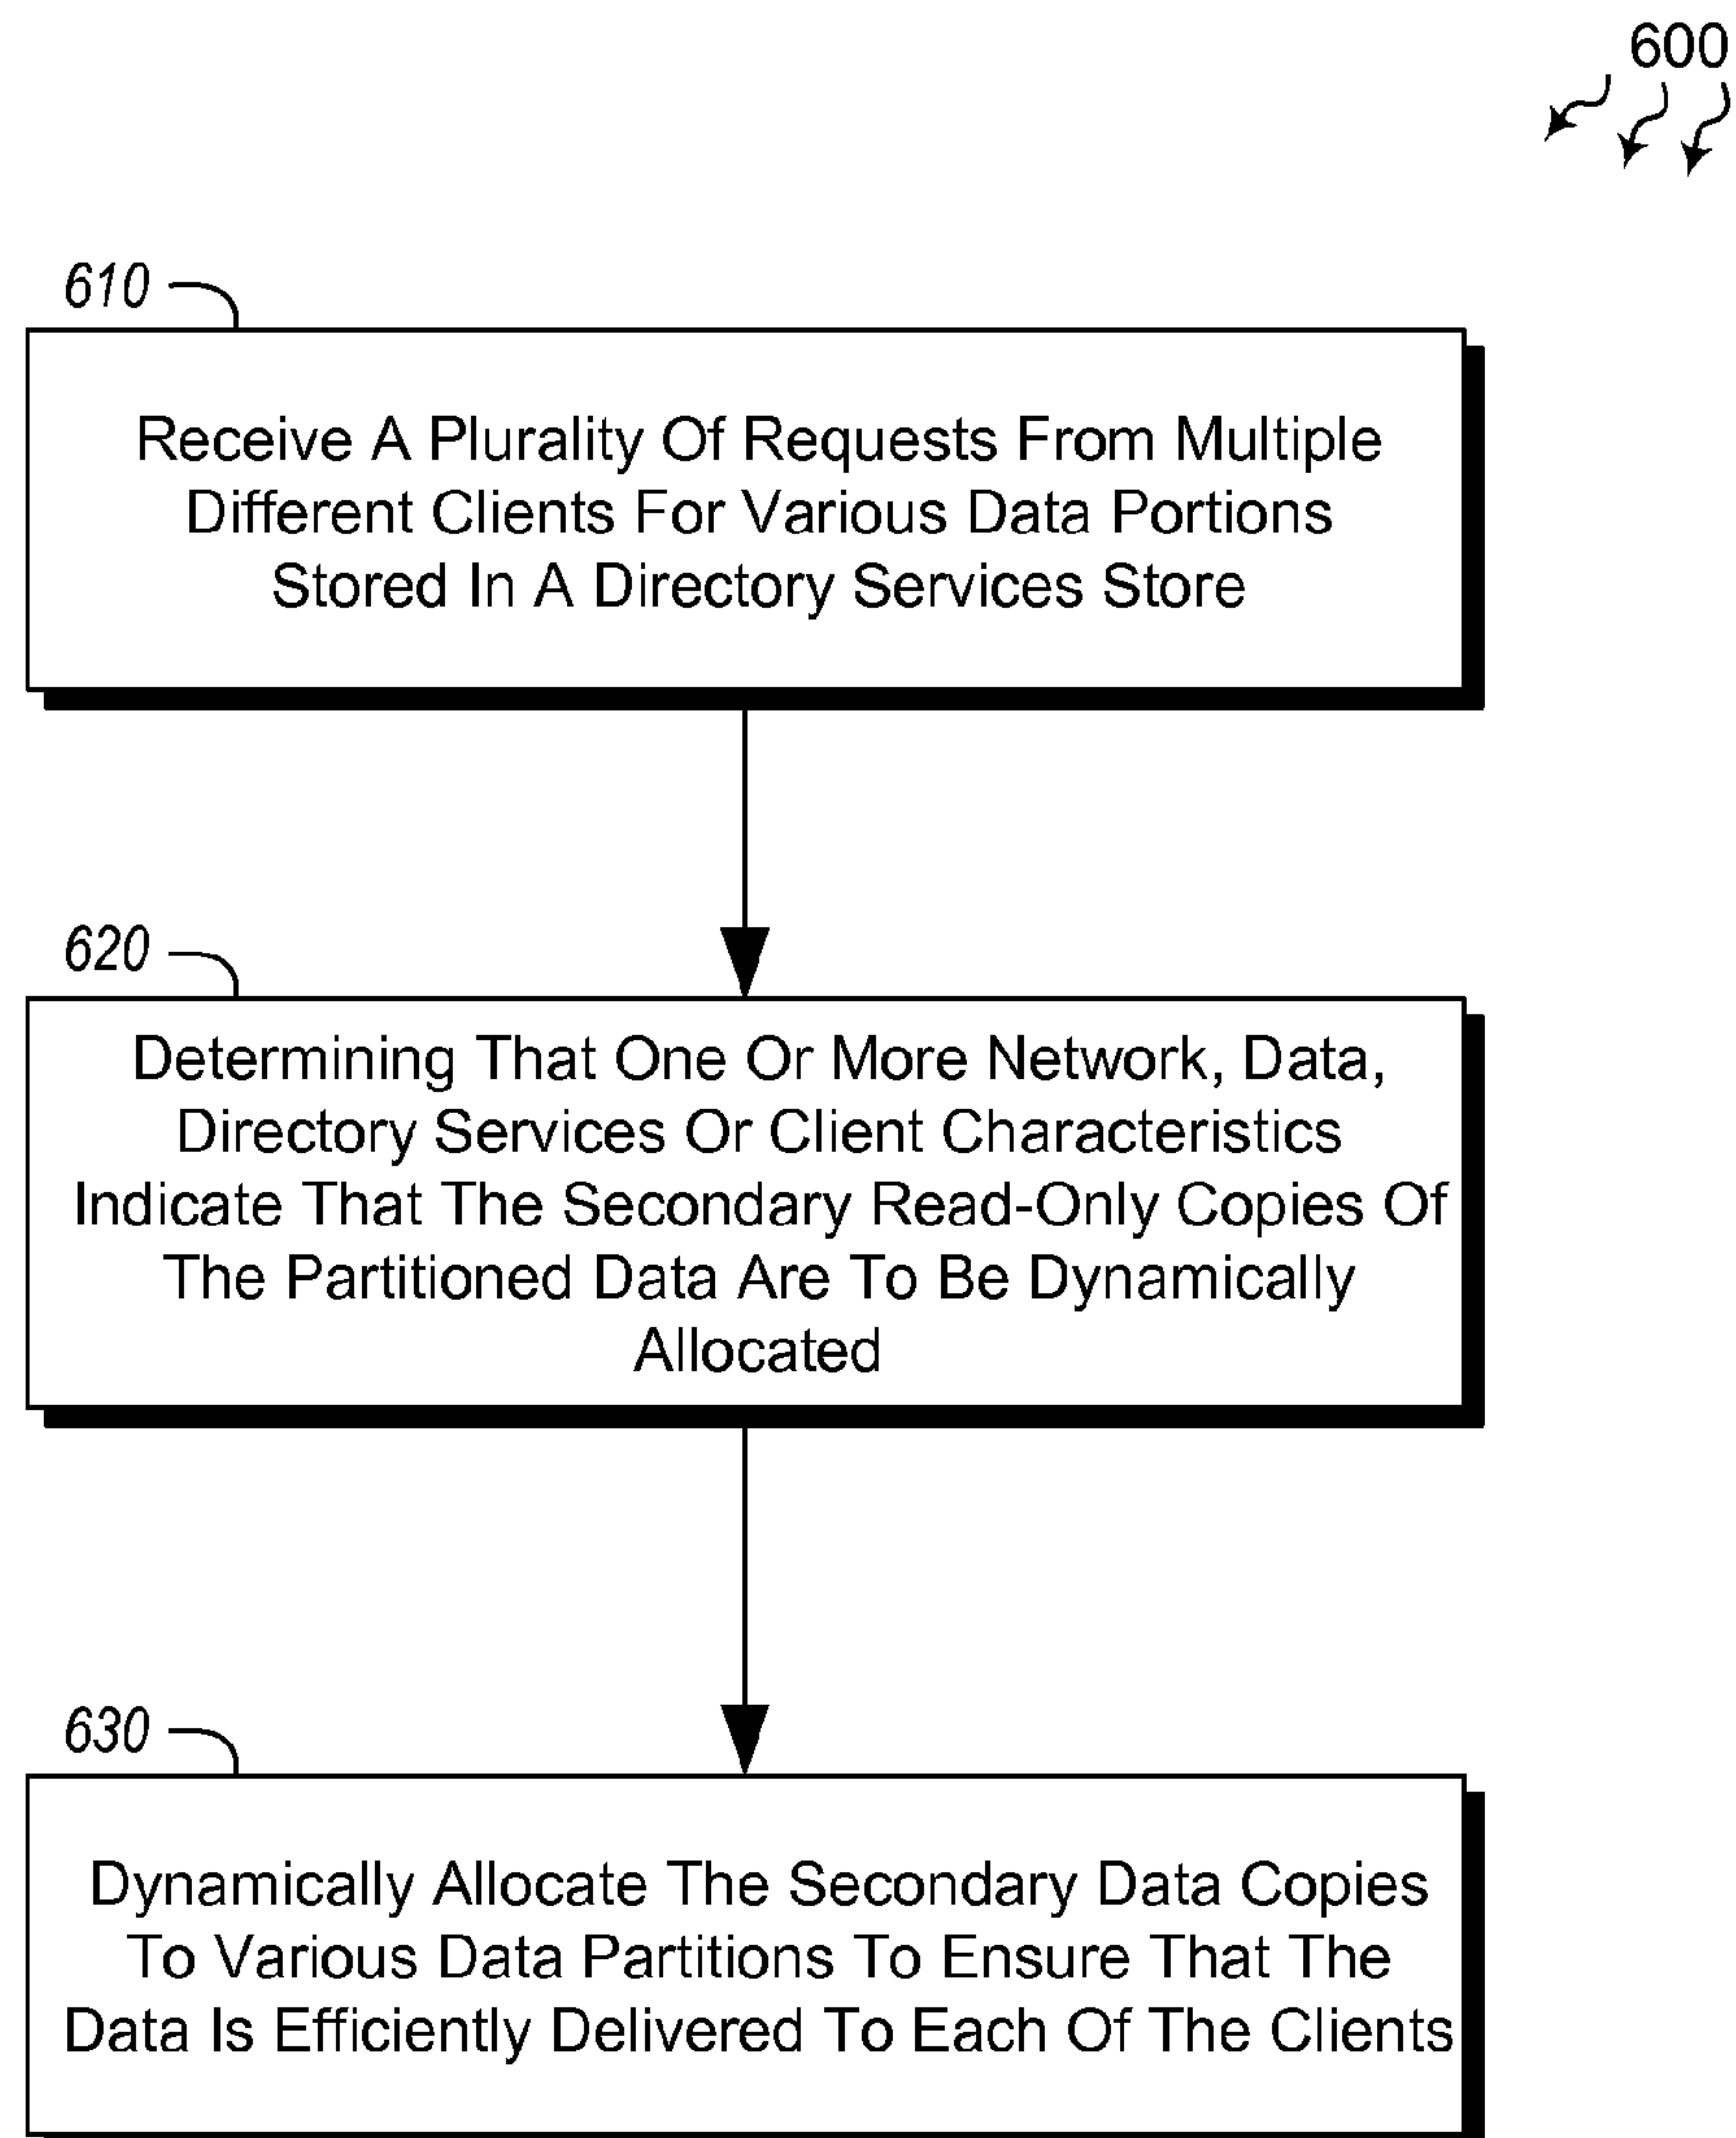 600
610
Receive A Plurality Of Requests From Multiple
Different Clients For Various Data Portions
Stored In A Directory Services Store
620
Determining That One Or More Network, Data,
Directory Services Or Client Characteristics
Indicate That The Secondary Read-Only Copies Of
The Partitioned Data Are To Be Dynamically
Allocated
630
Dynamically Allocate The Secondary Data Copies
To Various Data Partitions To Ensure That The
Data Is Efficiently Delivered To Each Of The Clients